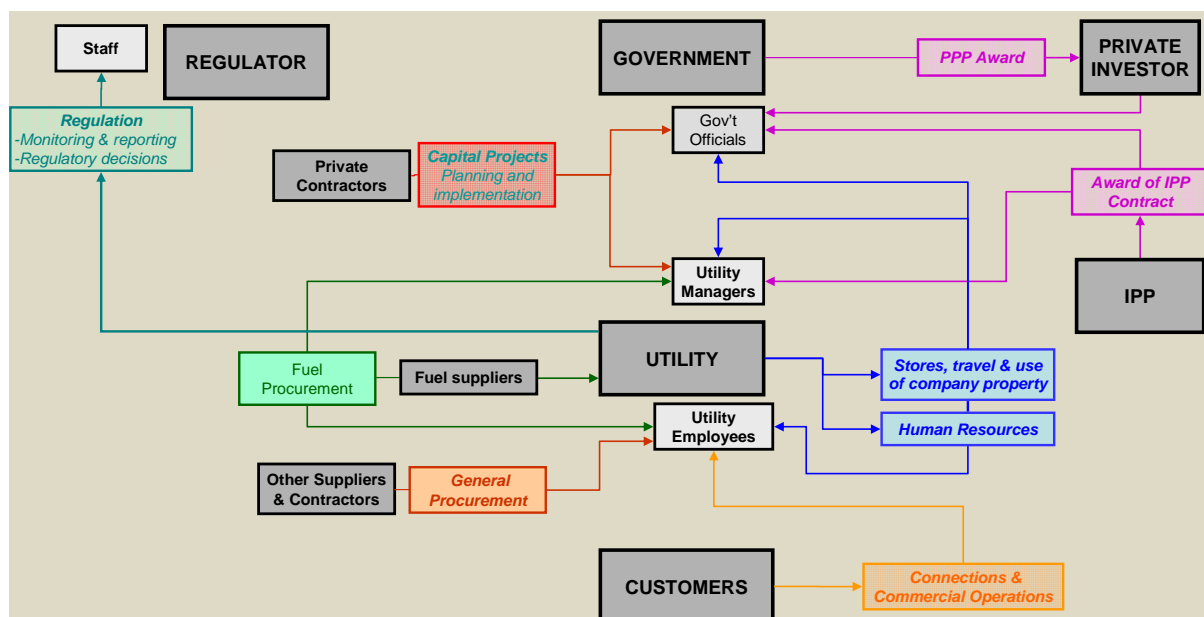 Staff
REGULATOR
GOVERNMENT
PPP Award
PRIVATE
INVESTOR
Regulation
-Monitoring & reporting
-Regulatory decisions
Gov't
Officials
Private
Contractors
Capital Projects
Planning and
implementation
Award of IPP
Contract
Utility
Managers
IPP
UTILITY
Fuel
Procurement
Fuel suppliers
Stores, travel & use
of company property
Utility
Employees
Human Resources
Other Suppliers
& Contractors
General
Procurement
CUSTOMERS
Connections &
Commercial Operations